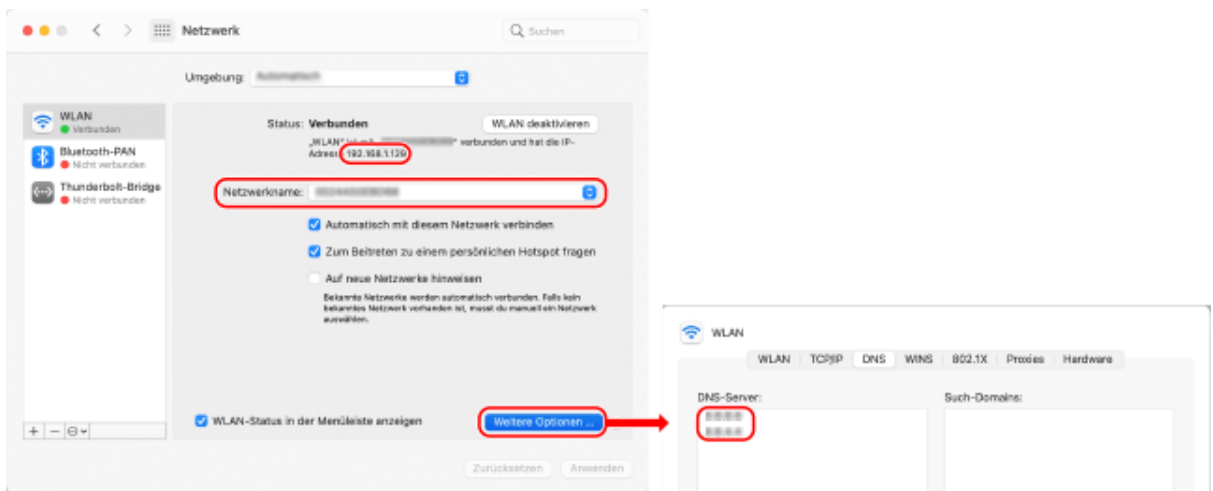 Netzwerk
Suchen
Umgebung:
WLAN
Verbunden
Bluetooth-PAN
Nicht verbunden
Thunderbolt-Bridge
Nicht verbunden
Status: Verbunden
WLAN deaktivieren
„WLAN“ ist mit „ “ verbunden und hat die IP-
Adresse 192.168.1.129
Netzwerkname:
Automatisch mit diesem Netzwerk verbinden
Zum Beitreten zu einem persönlichen Hotspot fragen
Auf neue Netzwerke hinweisen
Bekannte Netzwerke werden automatisch verbunden. Falls kein
bekanntes Netzwerk vorhanden ist, musst du manuell ein Netzwerk
auswählen.
WLAN-Status in der Menüleiste anzeigen
Weitere Optionen ...
Zurücksetzen
Anwenden
WLAN
WLAN TCP/IP DNS WINS 802.1X Proxies Hardware
DNS-Server:
Such-Domains: